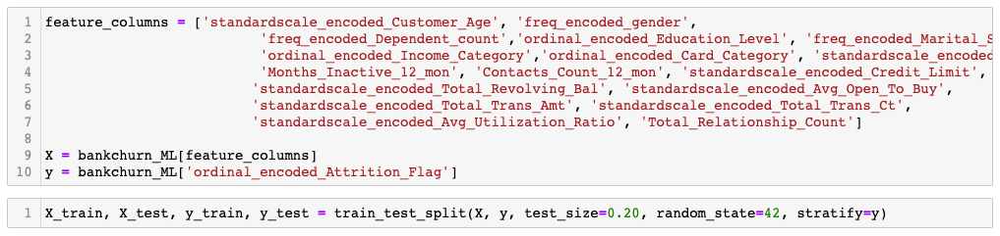 1 feature_columns = ['standardscale_encoded_Customer_Age', 'freq_encoded_gender',
2 'freq_encoded_Dependent_count','ordinal_encoded_Education_Level', 'freq_encoded_Marital_S
3 'ordinal_encoded_Income_Category','ordinal_encoded_Card_Category', 'standardscale_encoded
4 'Months_Inactive_12_mon', 'Contacts_Count_12_mon', 'standardscale_encoded_Credit_Limit',
5 'standardscale_encoded_Total_Revolving_Bal', 'standardscale_encoded_Avg_Open_To_Buy',
6 'standardscale_encoded_Total_Trans_Amt', 'standardscale_encoded_Total_Trans_Ct',
7 'standardscale_encoded_Avg_Utilization_Ratio', 'Total_Relationship_Count']
8
9 X = bankchurn_ML[feature_columns]
10 y = bankchurn_ML['ordinal_encoded_Attrition_Flag']
1 X_train, X_test, y_train, y_test = train_test_split(X, y, test_size=0.20, random_state=42, stratify=y)